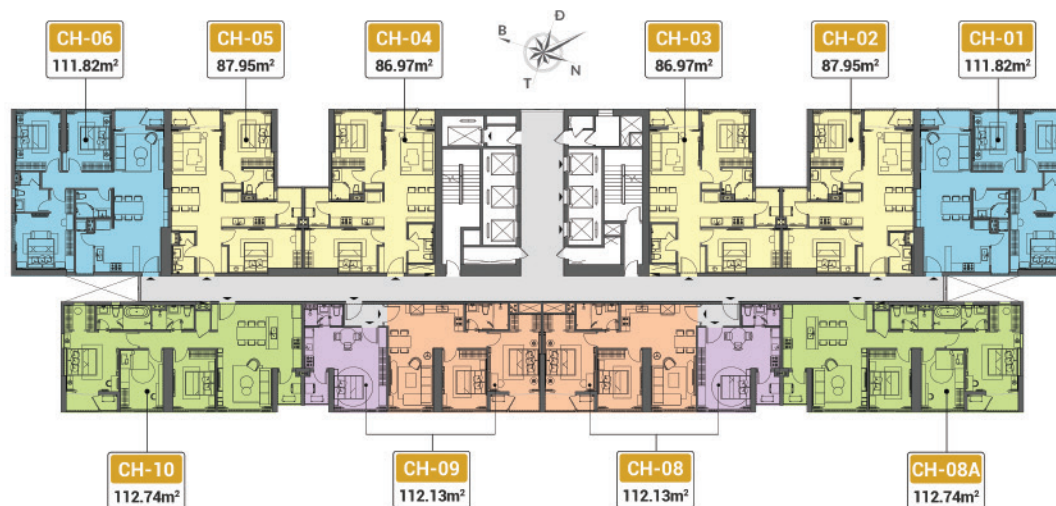 CH-06
111.82m²
CH-05
87.95m²
CH-04
86.97m²
B
Đ
N
T
CH-03
86.97m²
CH-02
87.95m²
CH-01
111.82m²
CH-10
112.74m²
CH-09
112.13m²
CH-08
112.13m²
CH-08A
112.74m²